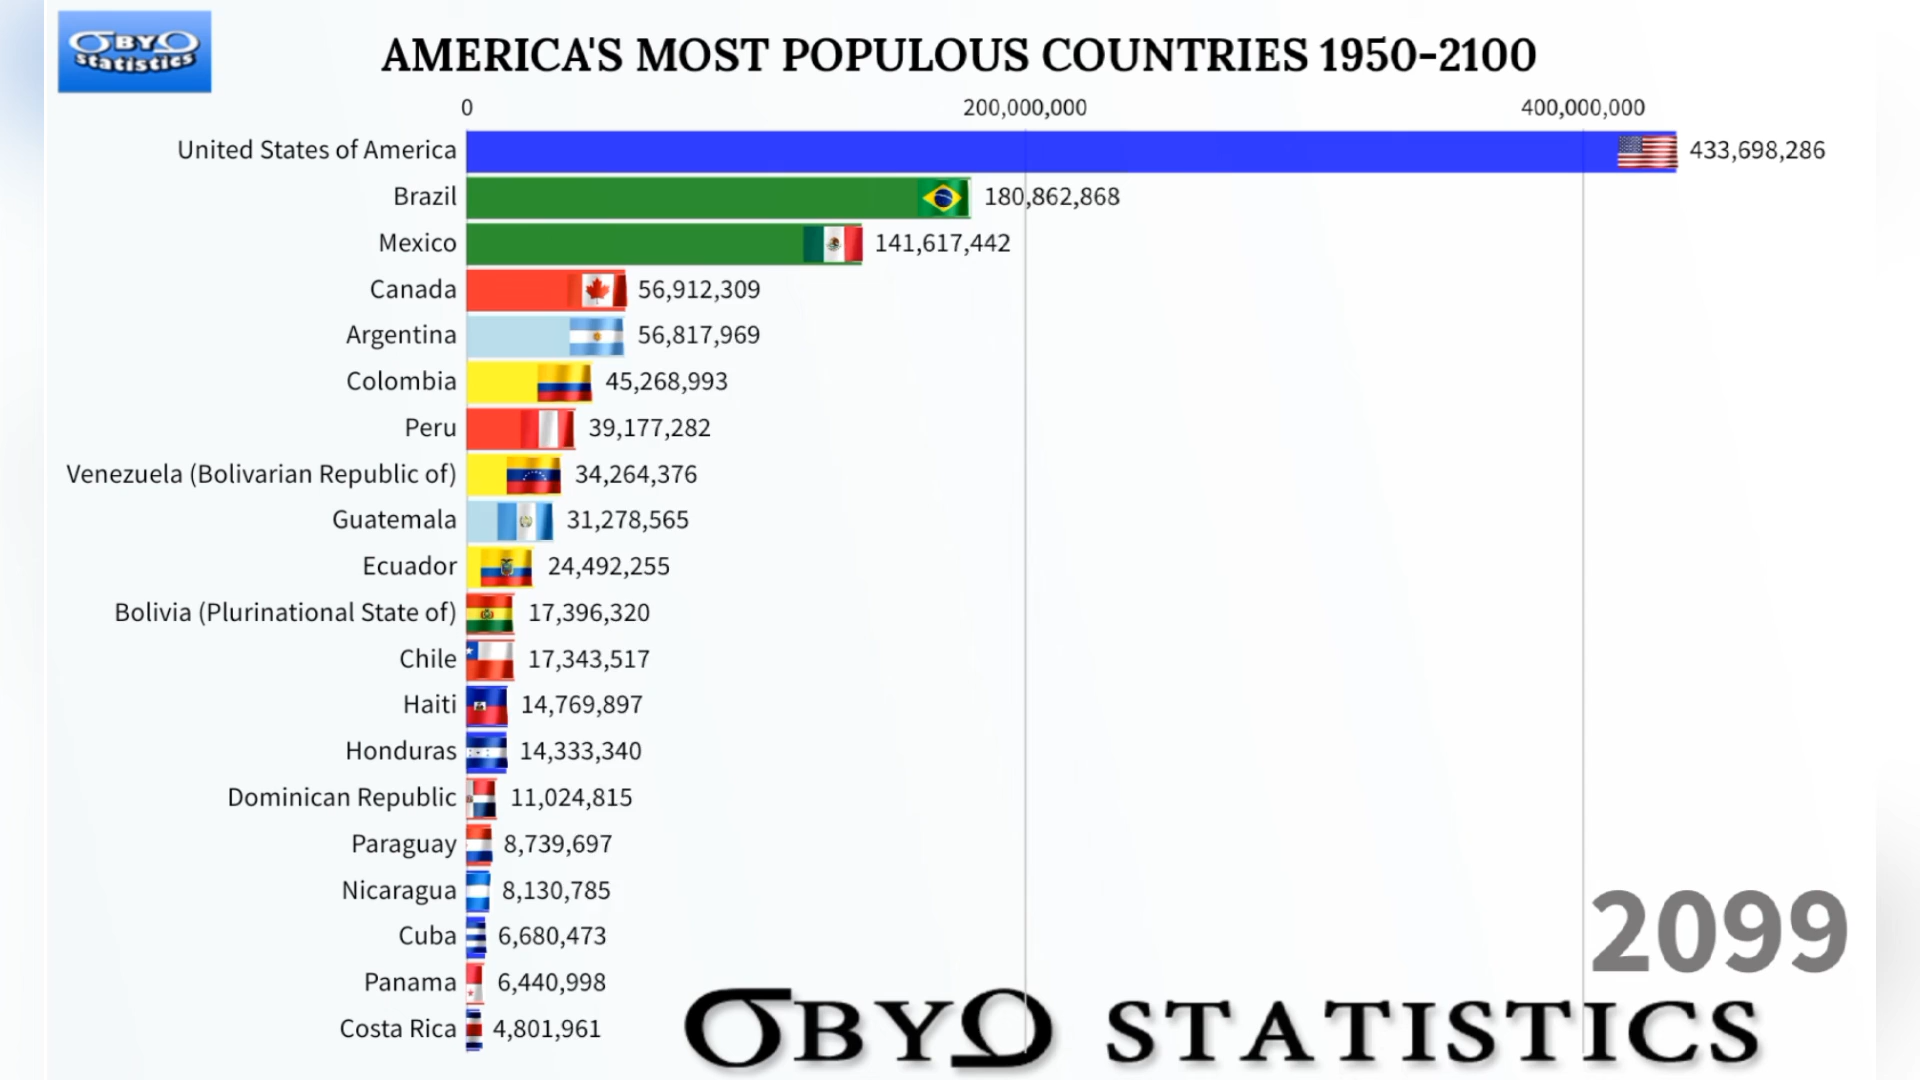 OBYO
statistics
AMERICA'S MOST POPULOUS COUNTRIES 1950-2100
0 200,000,000 400,000,000
United States of America 433,698,286
Brazil 180,862,868
Mexico 141,617,442
Canada 56,912,309
Argentina 56,817,969
Colombia 45,268,993
Peru 39,177,282
Venezuela (Bolivarian Republic of) 34,264,376
Guatemala 31,278,565
Ecuador 24,492,255
Bolivia (Plurinational State of) 17,396,320
Chile 17,343,517
Haiti 14,769,897
Honduras 14,333,340
Dominican Republic 11,024,815
Paraguay 8,739,697
Nicaragua 8,130,785
Cuba 6,680,473
Panama 6,440,998
Costa Rica 4,801,961
2099
OBYO STATISTICS